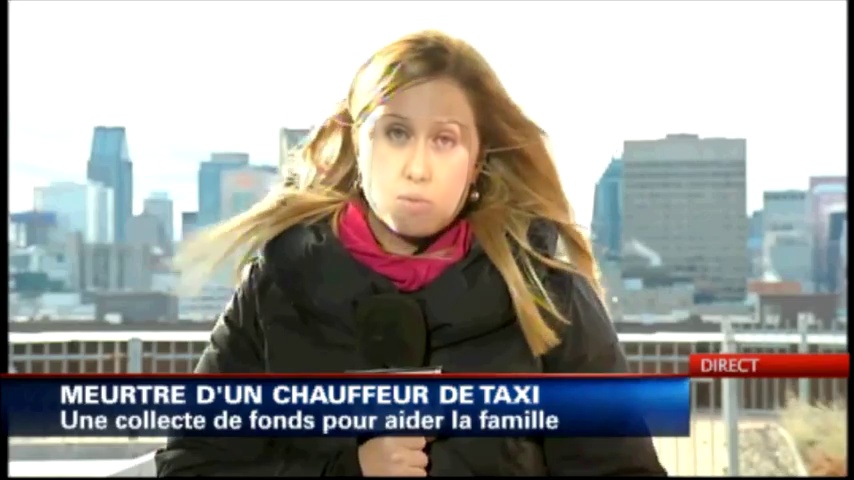 DIRECT
MEURTRE D'UN CHAUFFEUR DE TAXI
Une collecte de fonds pour aider la famille